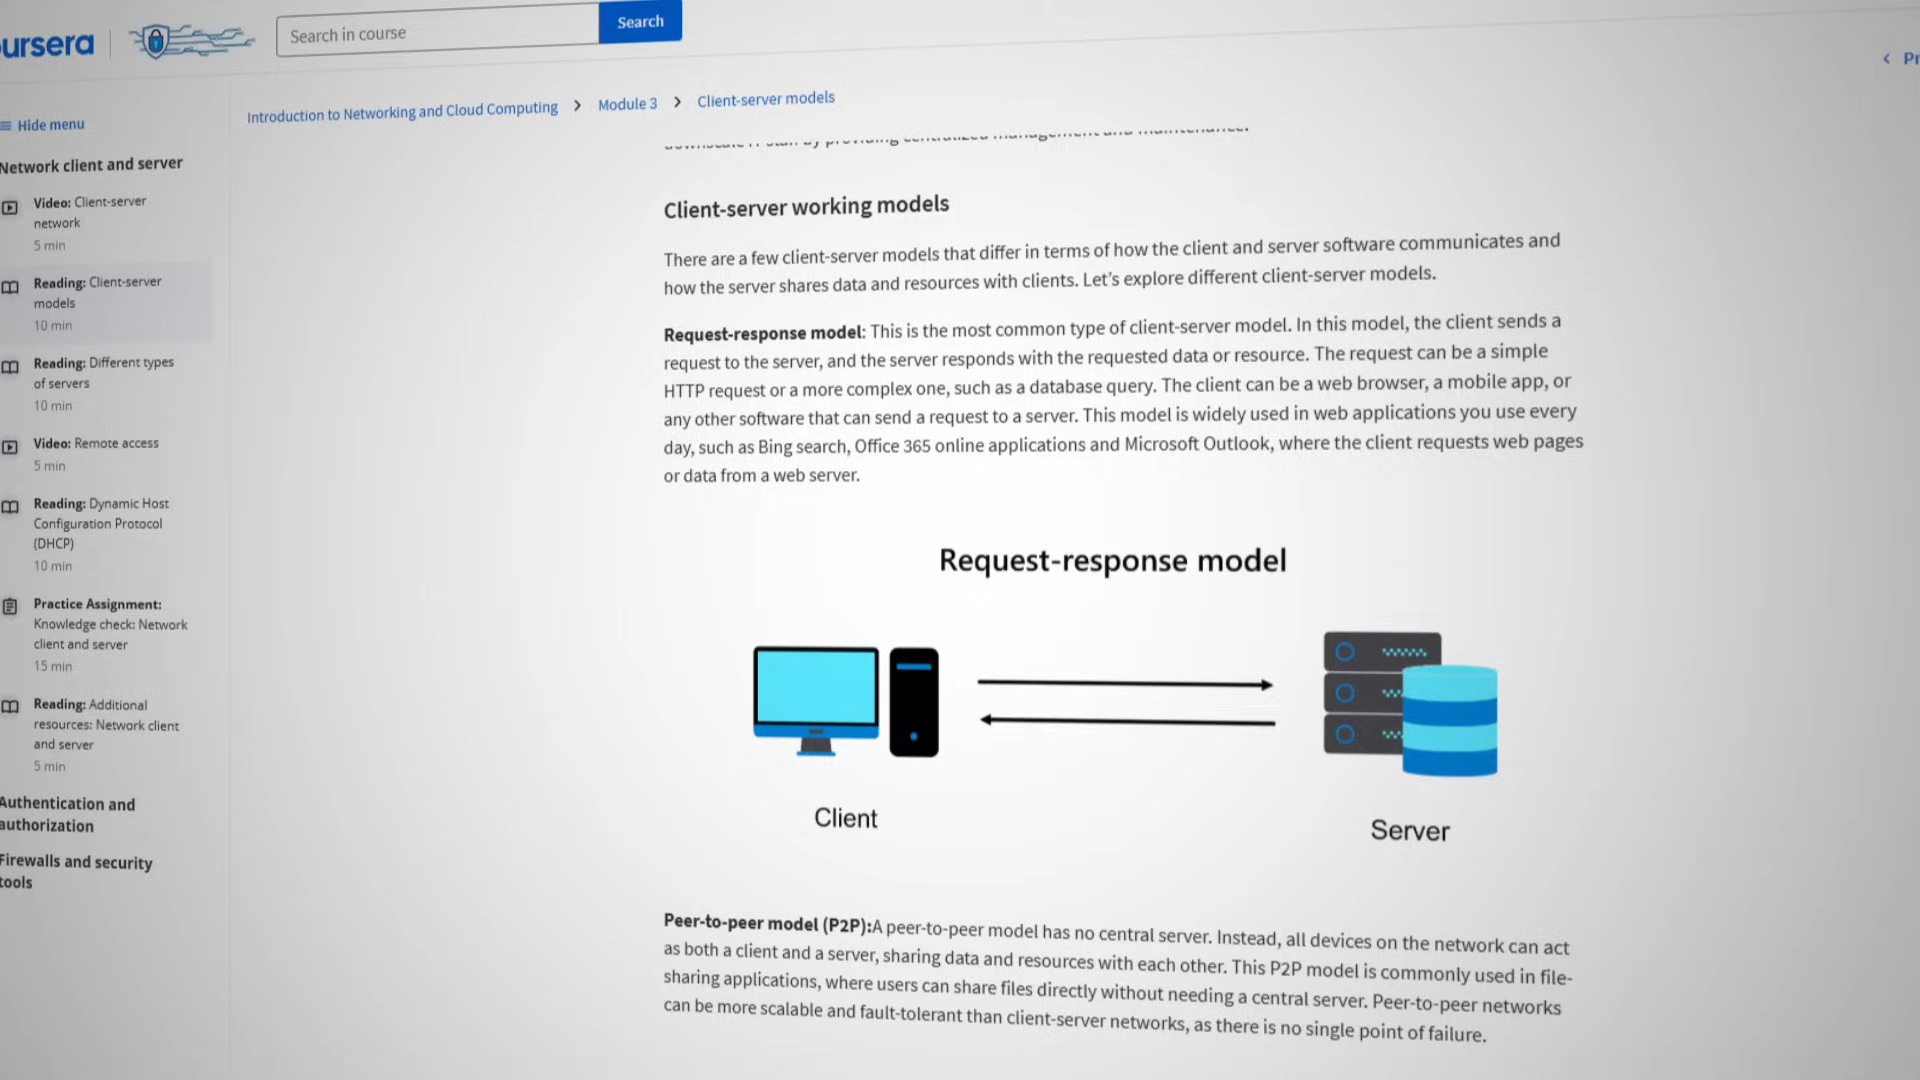 ursera
Search in course
Search
Pr
Introduction to Networking and Cloud Computing
Module 3
Client-server models
Hide menu
Network client and server
Video: Client-server
network
5 min
Reading: Client-server
models
10 min
Reading: Different types
of servers
10 min
Video: Remote access
5 min
Reading: Dynamic Host
Configuration Protocol
(DHCP)
10 min
Practice Assignment:
Knowledge check: Network
client and server
15 min
Reading: Additional
resources: Network client
and server
5 min
Authentication and
authorization
Firewalls and security
tools
downscale IT staff by providing centralized management and maintenance.
Client-server working models
There are a few client-server models that differ in terms of how the client and server software communicates and
how the server shares data and resources with clients. Let's explore different client-server models.
Request-response model: This is the most common type of client-server model. In this model, the client sends a
request to the server, and the server responds with the requested data or resource. The request can be a simple
HTTP request or a more complex one, such as a database query. The client can be a web browser, a mobile app, or
any other software that can send a request to a server. This model is widely used in web applications you use every
day, such as Bing search, Office 365 online applications and Microsoft Outlook, where the client requests web pages
or data from a web server.
Request-response model
Client
Server
Peer-to-peer model (P2P):A peer-to-peer model has no central server. Instead, all devices on the network can act
as both a client and a server, sharing data and resources with each other. This P2P model is commonly used in file-
sharing applications, where users can share files directly without needing a central server. Peer-to-peer networks
can be more scalable and fault-tolerant than client-server networks, as there is no single point of failure.